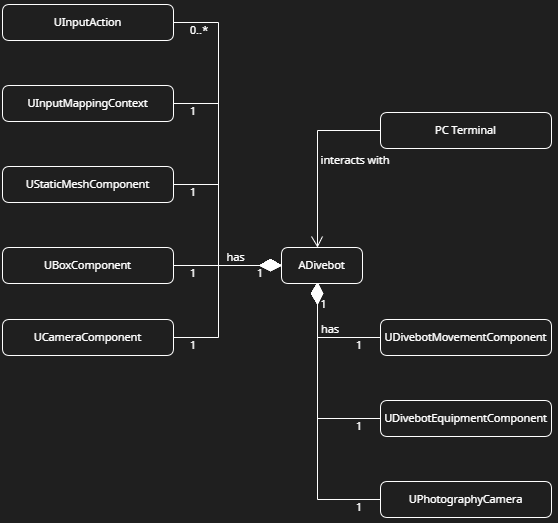 UInputAction
0..*
UInputMappingContext
1
PC Terminal
interacts with
UStaticMeshComponent
1
has
UBoxComponent
1
1
ADivebot
1
has
UCameraComponent
1
UDivebotMovementComponent
1
UDivebotEquipmentComponent
1
UPhotographyCamera
1